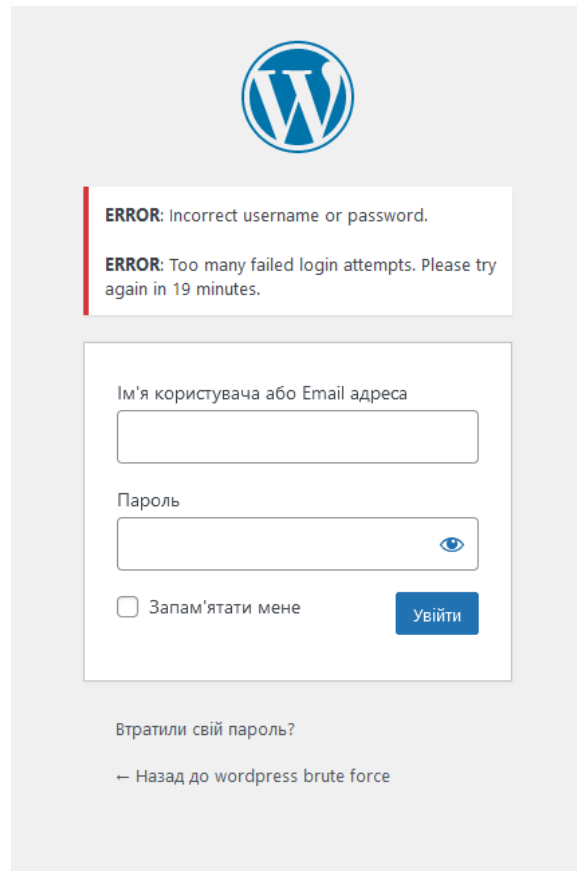 ERROR: Incorrect username or password.
ERROR: Too many failed login attempts. Please try
again in 19 minutes.
Ім'я користувача або Email адреса
Пароль
Запам'ятати мене
Увійти
Втратили свій пароль?
← Назад до wordpress brute force